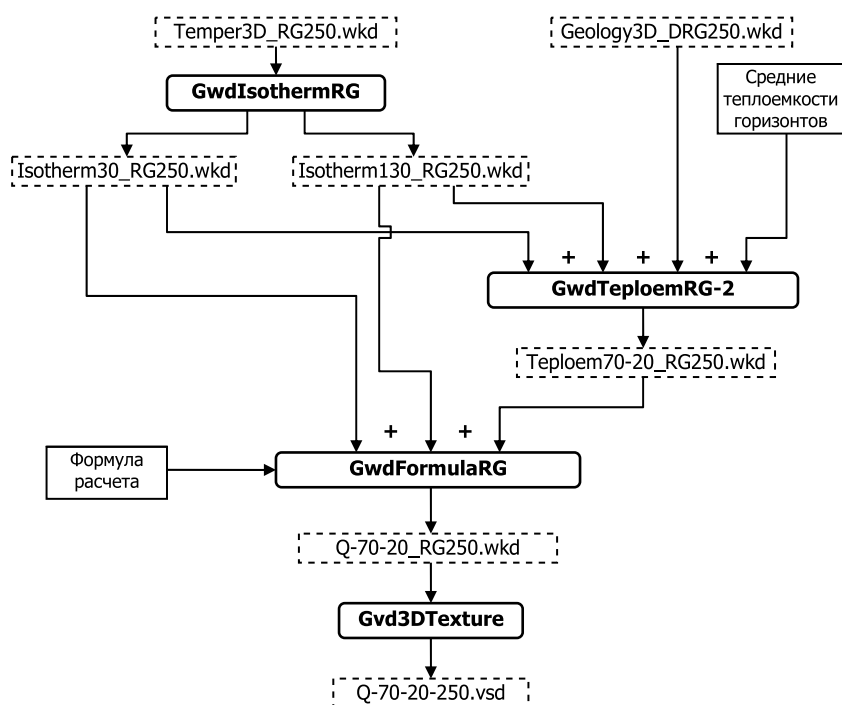 Temper3D_RG250.wkd
Geology3D_DRG250.wkd
Средние
теплоемкости
горизонтов
GwdIsothermRG
Isotherm30_RG250.wkd
Isotherm130_RG250.wkd
+ + +
GwdTeploemRG-2
Teploem70-20_RG250.wkd
+ +
Формула
расчета
GwdFormulaRG
Q-70-20_RG250.wkd
Gvd3DTexture
Q-70-20-250.vsd